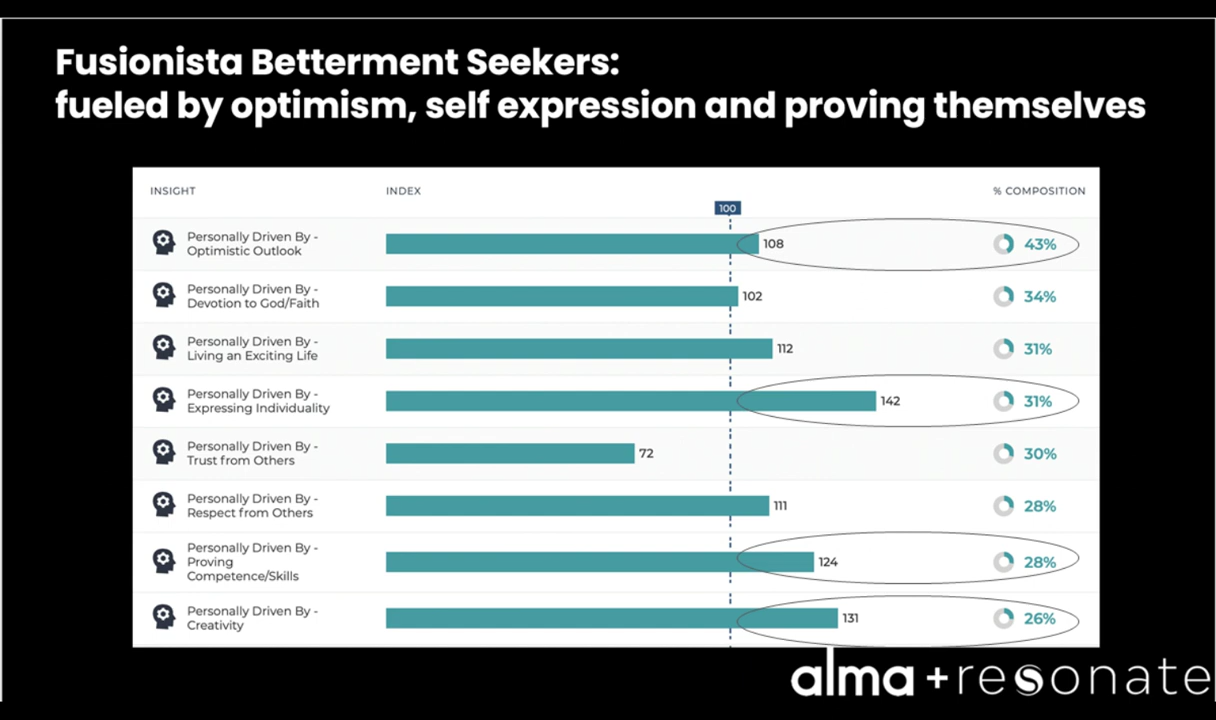 Fusionista Betterment Seekers:
fueled by optimism, self expression and proving themselves
INSIGHT INDEX % COMPOSITION
100
Personally Driven By -
Optimistic Outlook
108
43%
Personally Driven By -
Devotion to God/Faith
102
34%
Personally Driven By -
Living an Exciting Life
112
31%
Personally Driven By -
Expressing Individuality
142
31%
Personally Driven By -
Trust from Others
72
30%
Personally Driven By -
Respect from Others
111
28%
Personally Driven By -
Proving
Competence/Skills
124
28%
Personally Driven By -
Creativity
131
26%
alma + resonate